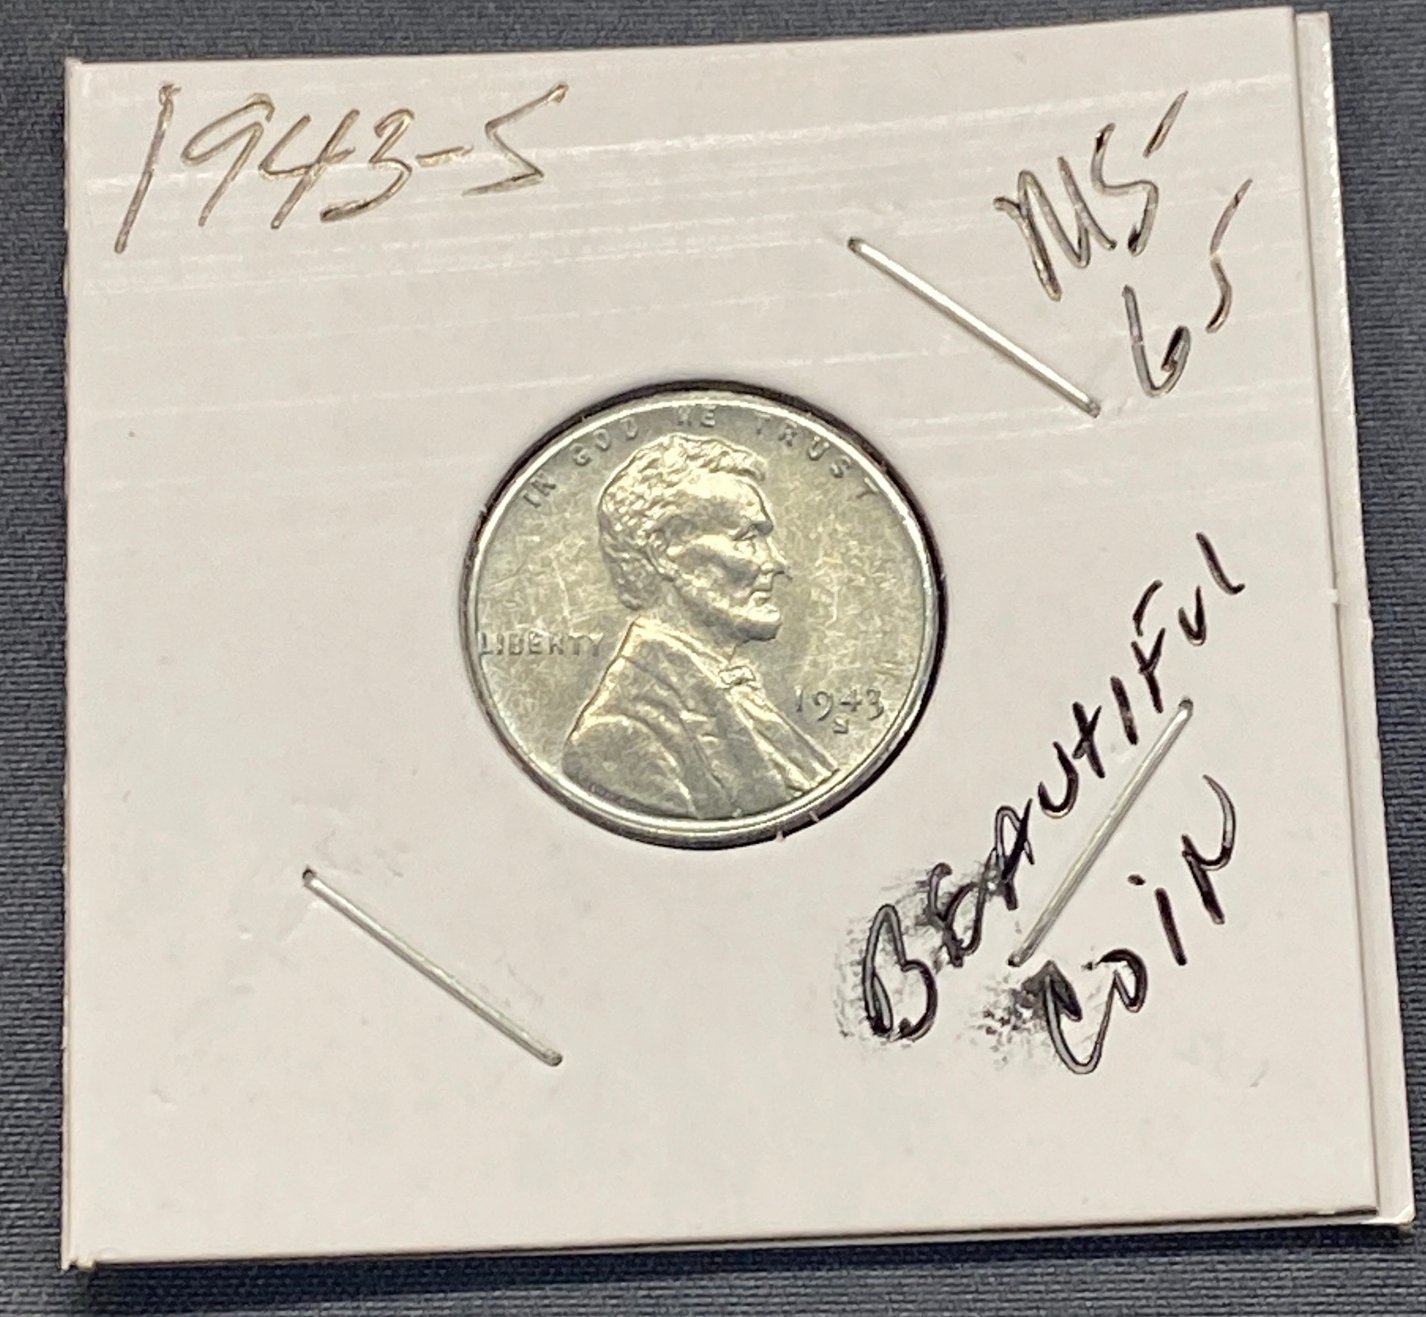 1943-S
MS
65
IN GOD WE TRUST
LIBERTY
1943
S
BEAUTIFUL
COIN